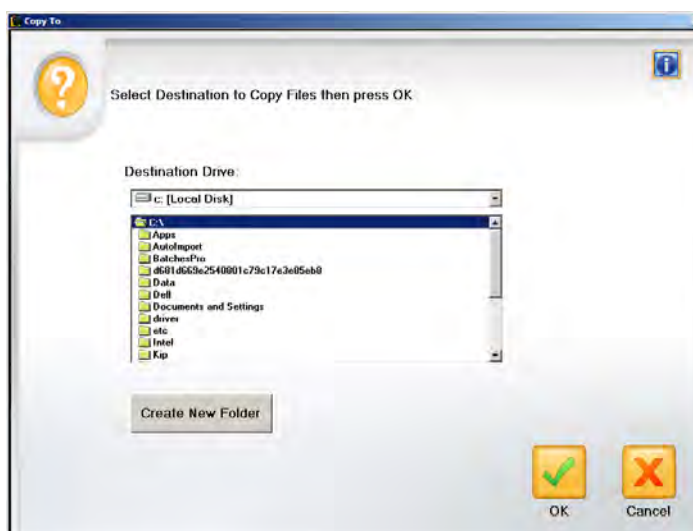 Copy To
Select Destination to Copy Files then press OK
Destination Drive:
c: [Local Disk]
C:\
Apps
AutoImport
BatchesPro
d681d669e2540801c79c17e3e05eb0
Data
Dell
Documents and Settings
driver
etc
Intel
Kip
Create New Folder
OK
Cancel